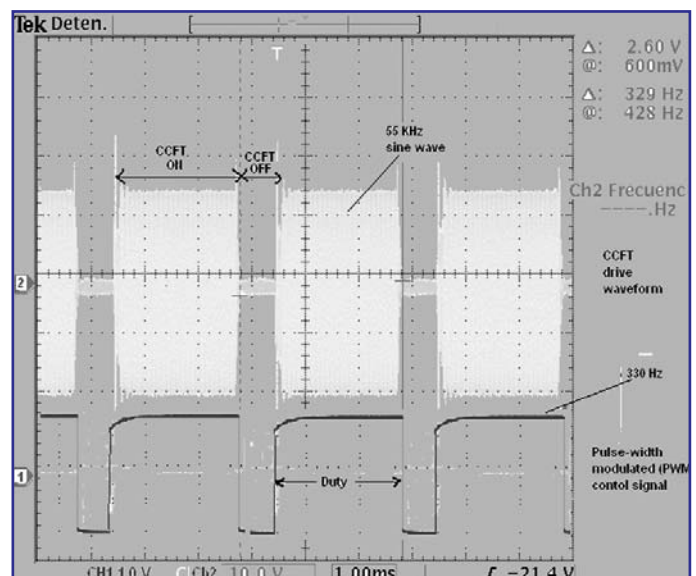 Tek Deten.
T
Δ: 2.60 V
@: 600mV
Δ: 329 Hz
@: 428 Hz
Ch2 Frecuenc
----.Hz
CCFT
ON
CCFT
OFF
55 KHz
sine wave
CCFT
drive
waveform
2
330 Hz
1
Duty
Pulse-width
modulated (PWM
contol signal
CH1 1.0 V
Ch2 10.0 V
1.00ms
-21.4 V